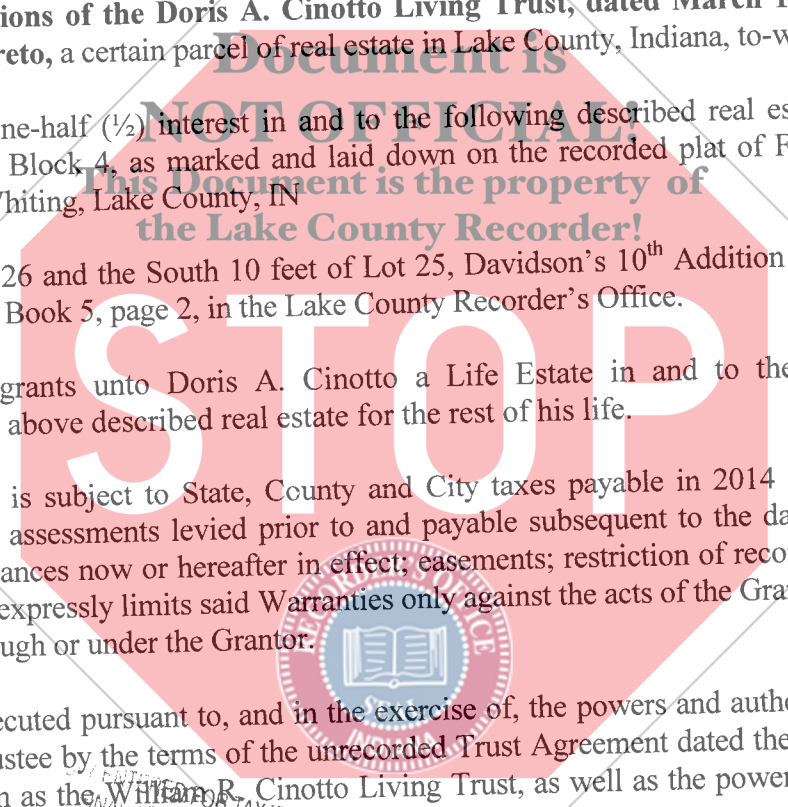 ions of the Doris A. Cinotto Living Trust, dated March 1
reto, a certain parcel of real estate in Lake County, Indiana, to-w
Document is
NOT OFFICIAL!
This Document is the property of
the Lake County Recorder!
ne-half (½) interest in and to the following described real es
Block 4, as marked and laid down on the recorded plat of F
Whiting, Lake County, IN
26 and the South 10 feet of Lot 25, Davidson's 10th Addition
Book 5, page 2, in the Lake County Recorder's Office.
STOP
grants unto Doris A. Cinotto a Life Estate in and to the
above described real estate for the rest of his life.
is subject to State, County and City taxes payable in 2014
assessments levied prior to and payable subsequent to the da
ances now or hereafter in effect; easements; restriction of reco
expressly limits said Warranties only against the acts of the Gra
ugh or under the Grantor.
RECORDER'S OFFICE
SEAL
INDIANA
ecuted pursuant to, and in the exercise of, the powers and autho
ustee by the terms of the unrecorded Trust Agreement dated the
n as the William R. Cinotto Living Trust, as well as the power